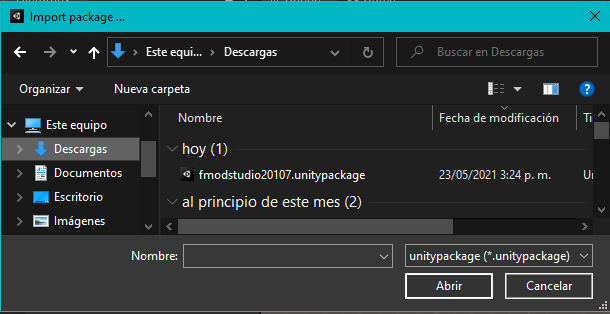 Import package ...
Este equi... > Descargas
Buscar en Descargas
Organizar
Nueva carpeta
?
Este equipo
Descargas
Documentos
Escritorio
Imágenes
Nombre
Fecha de modificación
Ti
hoy (1)
fmodstudio20107.unitypackage
23/05/2021 3:24 p. m.
Un
al principio de este mes (2)
Nombre:
unitypackage (*.unitypackage)
Abrir
Cancelar